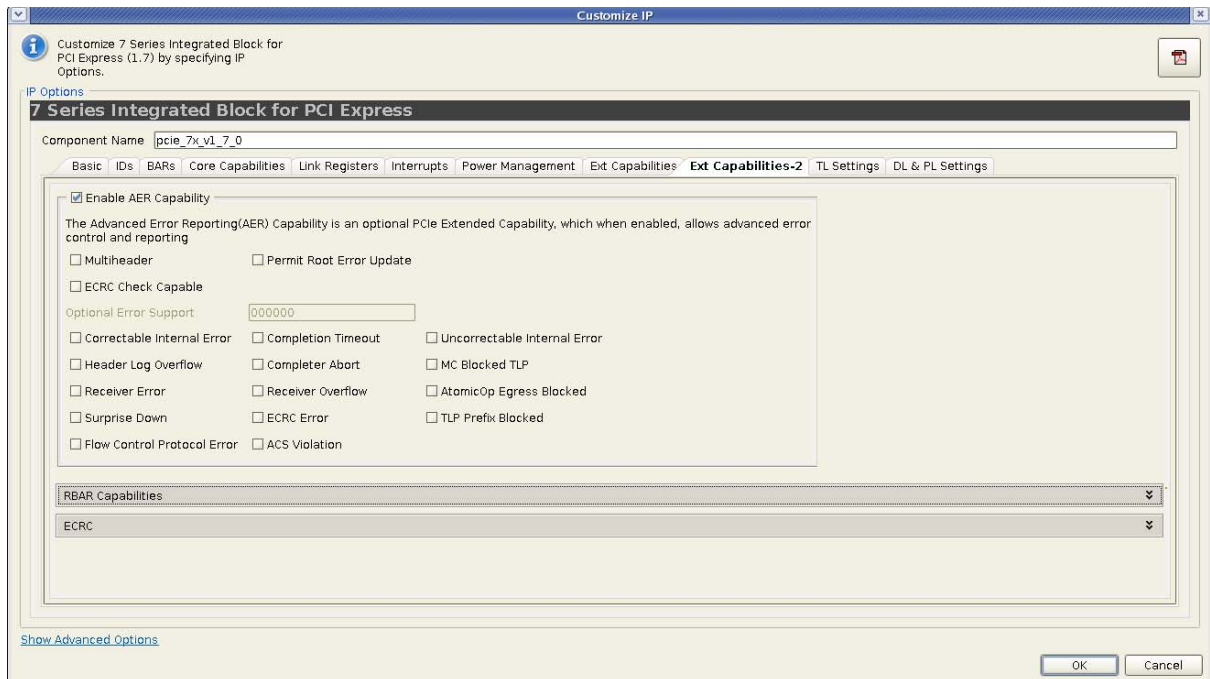 Customize IP
Customize 7 Series Integrated Block for
PCI Express (1.7) by specifying IP
Options.
IP Options
7 Series Integrated Block for PCI Express
Component Name pcie_7x_v1_7_0
Basic IDs BARs Core Capabilities Link Registers Interrupts Power Management Ext Capabilities Ext Capabilities-2 TL Settings DL & PL Settings
Enable AER Capability
The Advanced Error Reporting(AER) Capability is an optional PCIe Extended Capability, which when enabled, allows advanced error
control and reporting
Multiheader Permit Root Error Update
ECRC Check Capable
Optional Error Support 000000
Correctable Internal Error Completion Timeout Uncorrectable Internal Error
Header Log Overflow Completer Abort MC Blocked TLP
Receiver Error Receiver Overflow AtomicOp Egress Blocked
Surprise Down ECRC Error TLP Prefix Blocked
Flow Control Protocol Error ACS Violation
RBAR Capabilities
ECRC
Show Advanced Options
OK Cancel